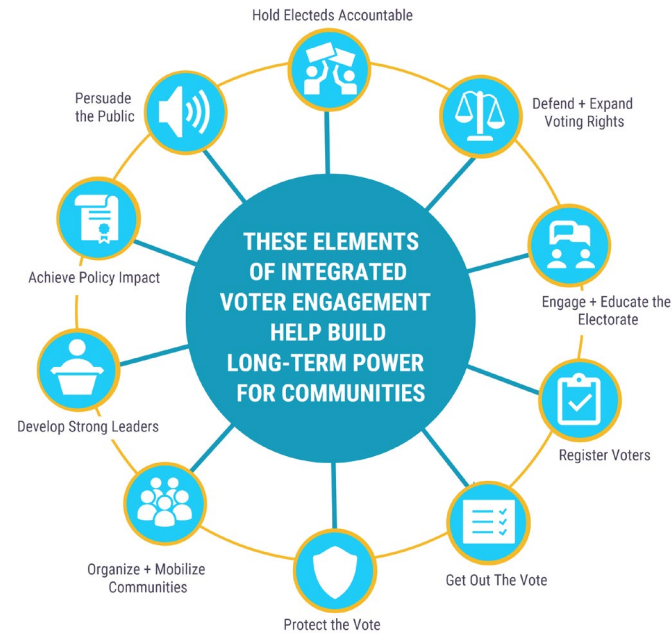 Hold Electeds Accountable
Defend + Expand
Voting Rights
Engage + Educate the
Electorate
Register Voters
Get Out The Vote
Protect the Vote
Organize + Mobilize
Communities
Develop Strong Leaders
Achieve Policy Impact
Persuade
the Public
THESE ELEMENTS
OF INTEGRATED
VOTER ENGAGEMENT
HELP BUILD
LONG-TERM POWER
FOR COMMUNITIES